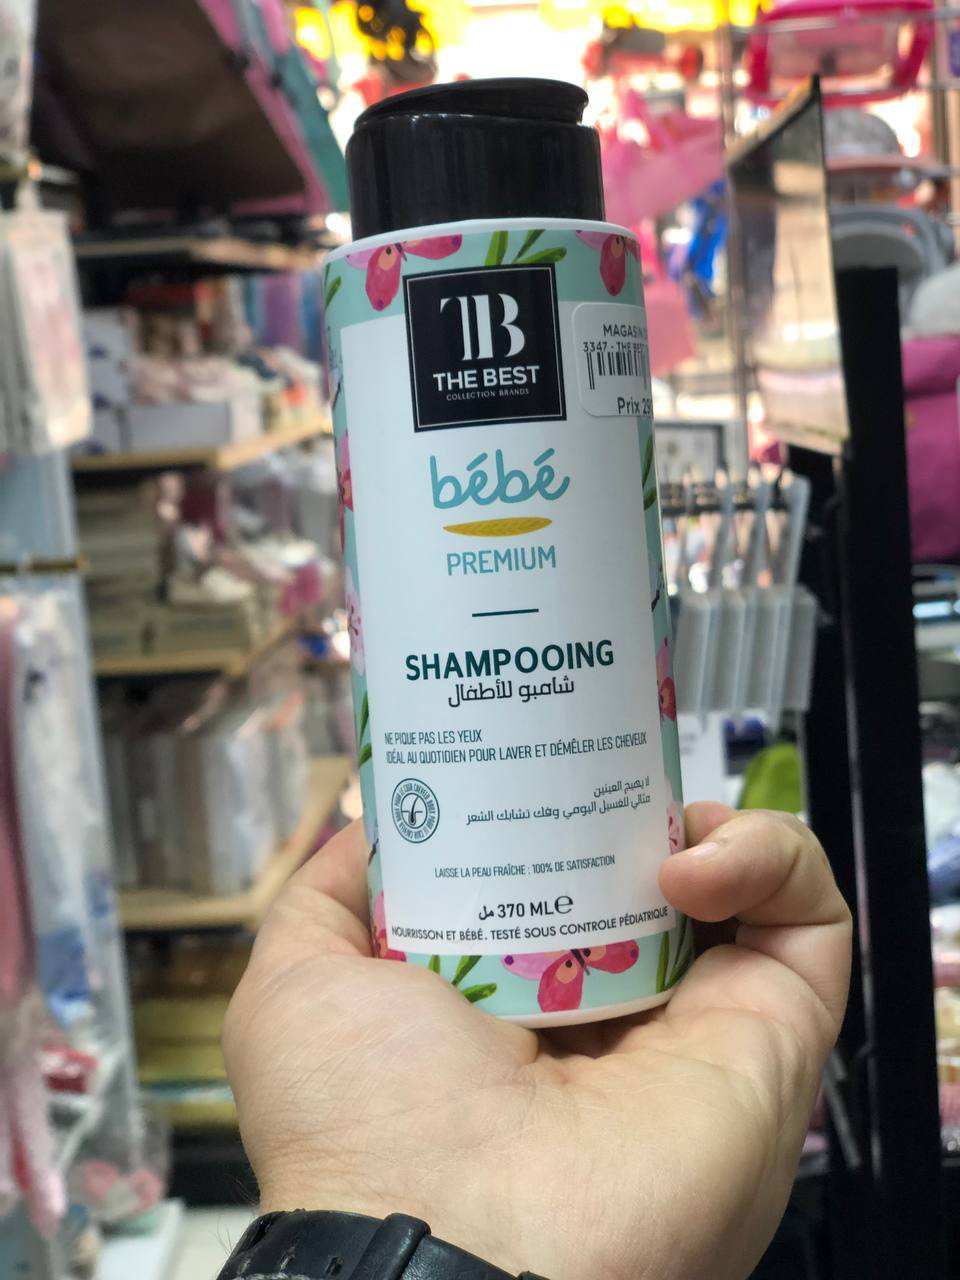 TB
THE BEST
COLLECTION BRANDS
MAGASIN
3347 - THE BEST
Prix
bébé
PREMIUM
SHAMPOOING
شامبو للأطفال
NE PIQUE PAS LES YEUX
IDÉAL AU QUOTIDIEN POUR LAVER ET DÉMÊLER LES CHEVEUX
لا يهيج العينين
مثالي للغسيل اليومي وفك تشابك الشعر
LAISSE LA PEAU FRAÎCHE : 100% DE SATISFACTION
370 ML e مل
NOURRISSON ET BÉBÉ. TESTÉ SOUS CONTROLE PÉDIATRIQUE